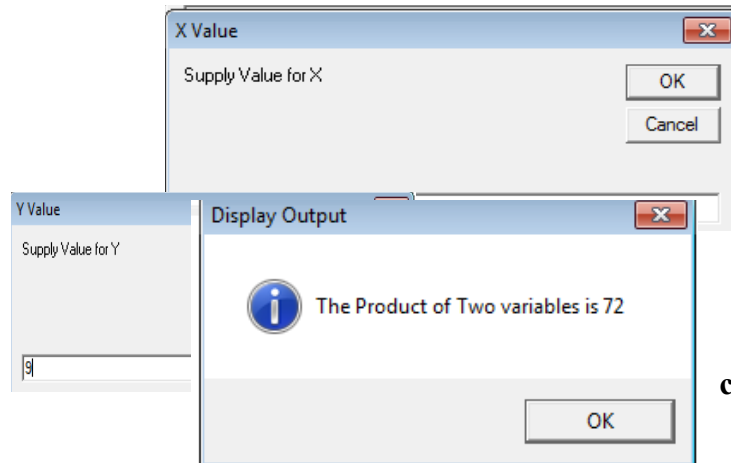 X Value
Supply Value for X
OK
Cancel
Y Value
Supply Value for Y
9
Display Output
The Product of Two variables is 72
OK
c